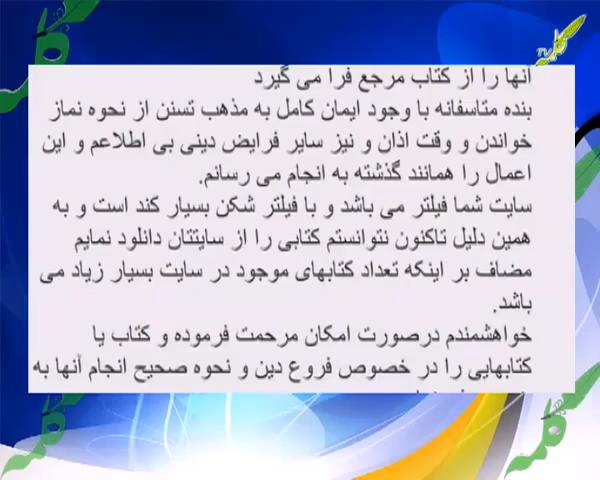 آنها را از کتاب مرجع فرا می گیرد
بنده متاسفانه با وجود ایمان کامل به مذهب تسنن از نحوه نماز
خواندن و وقت اذان و نیز سایر فرایض دینی بی اطلاعم و این
اعمال را همانند گذشته به انجام می رسانم.
سایت شما فیلتر می باشد و با فیلتر شکن بسیار کند است و به
همین دلیل تاکنون نتوانستم کتابی را از سایتتان دانلود نمایم
مضاف بر اینکه تعداد کتابهای موجود در سایت بسیار زیاد می
باشد.
خواهشمندم درصورت امکان مرحمت فرموده و کتاب یا
کتابهایی را در خصوص فروع دین و نحوه صحیح انجام آنها به